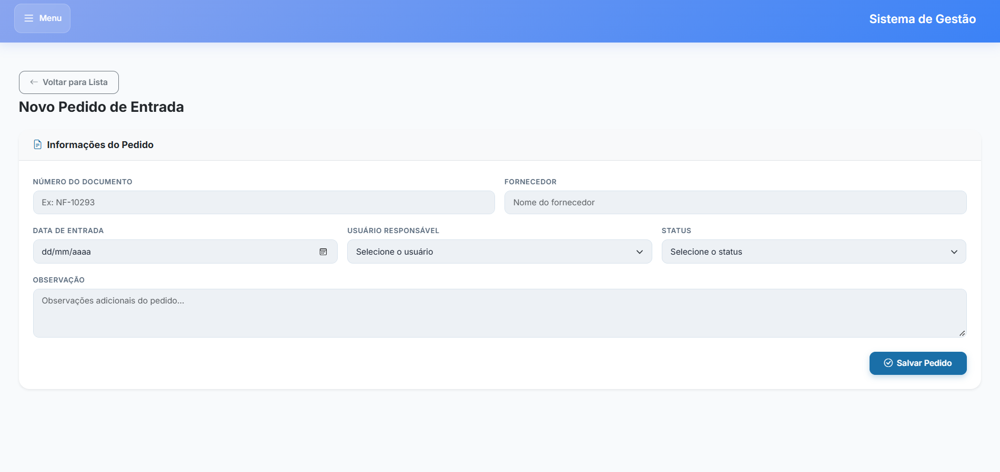 Menu
Sistema de Gestão
Voltar para Lista
Novo Pedido de Entrada
Informações do Pedido
NÚMERO DO DOCUMENTO
Ex: NF-10293
FORNECEDOR
Nome do fornecedor
DATA DE ENTRADA
dd/mm/aaaa
USUÁRIO RESPONSÁVEL
Selecione o usuário
STATUS
Selecione o status
OBSERVAÇÃO
Observações adicionais do pedido...
Salvar Pedido